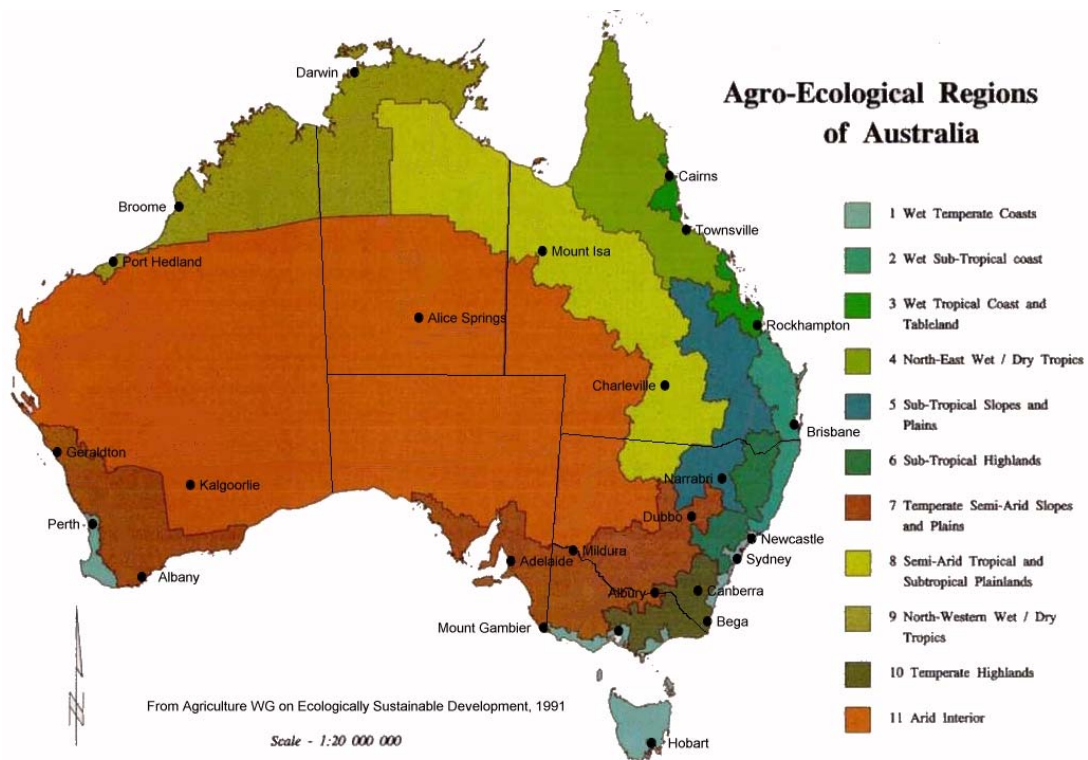 Agro-Ecological Regions
of Australia
Darwin
Cairns
Broome
Townsville
Mount Isa
Port Hedland
Alice Springs
Rockhampton
Charleville
Brisbane
Geraldton
Kalgoorlie
Narrabri
Dubbo
Perth
Newcastle
Mildura
Sydney
Adelaide
Albany
Albury
Canberra
Mount Gambier
Bega
Hobart
1 Wet Temperate Coasts
2 Wet Sub-Tropical coast
3 Wet Tropical Coast and
Tableland
4 North-East Wet / Dry Tropics
5 Sub-Tropical Slopes and
Plains
6 Sub-Tropical Highlands
7 Temperate Semi-Arid Slopes
and Plains
8 Semi-Arid Tropical and
Subtropical Plainlands
9 North-Western Wet / Dry
Tropics
10 Temperate Highlands
11 Arid Interior
From Agriculture WG on Ecologically Sustainable Development, 1991
Scale - 1:20 000 000